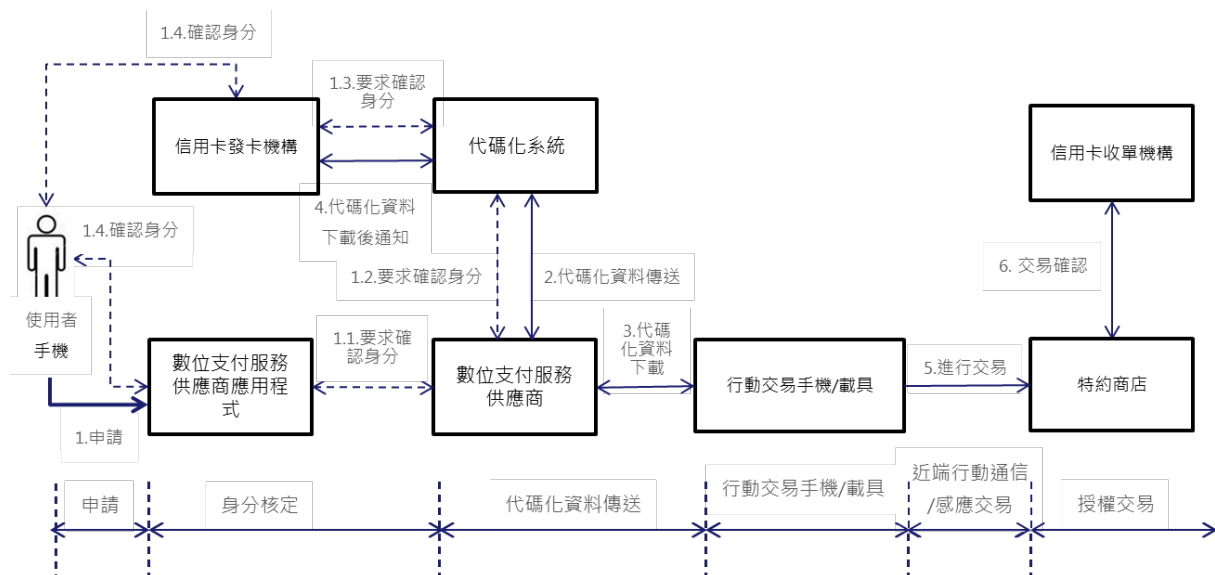 1.4.確認身分
1.3.要求確認
身分
信用卡發卡機構
代碼化系統
信用卡收單機構
4.代碼化資料
下載後通知
1.4.確認身分
1.2.要求確認身分
2.代碼化資料傳送
6. 交易確認
使用者
手機
1.1.要求確
認身分
3.代碼
化資料
下載
數位支付服務
供應商應用程
式
數位支付服務
供應商
行動交易手機/載具
5.進行交易
特約商店
1.申請
申請
身分核定
代碼化資料傳送
行動交易手機/載具
近端行動通信
/感應交易
授權交易